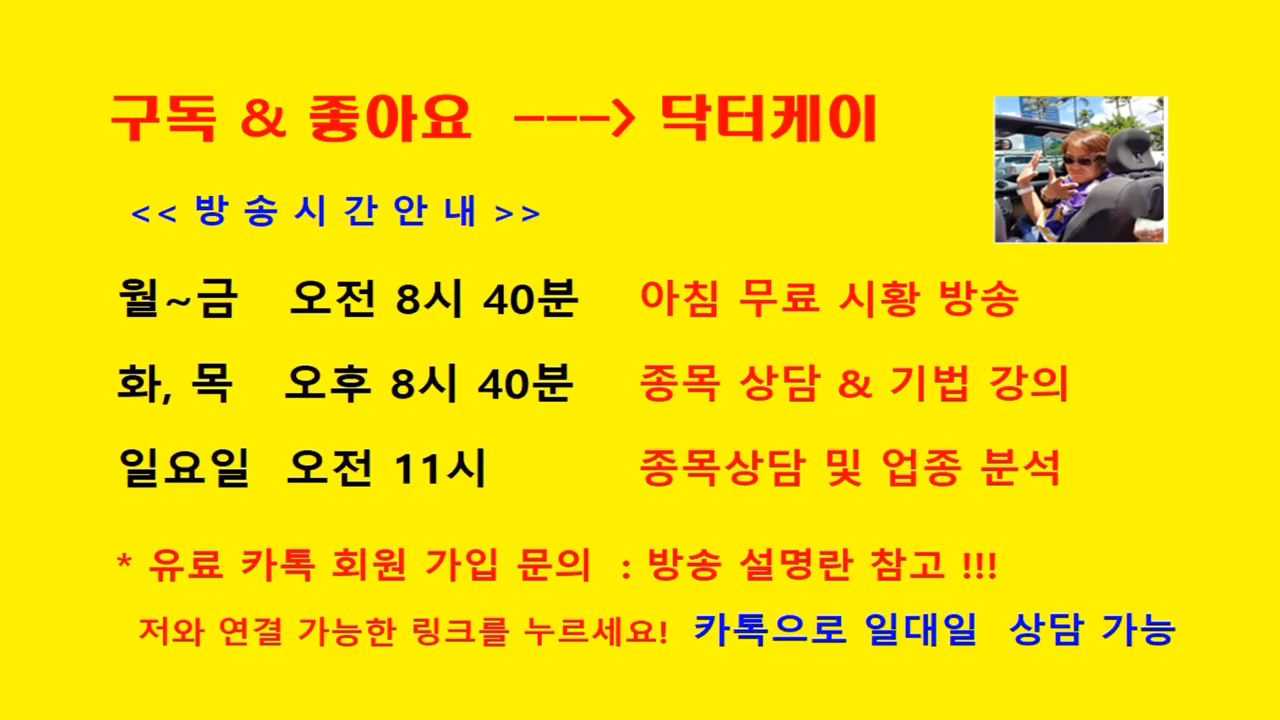 구독 & 좋아요 ---> 닥터케이
<< 방 송 시 간 안 내 >>
월~금 오전 8시 40분 아침 무료 시황 방송
화, 목 오후 8시 40분 종목 상담 & 기법 강의
일요일 오전 11시 종목상담 및 업종 분석
* 유료 카톡 회원 가입 문의 : 방송 설명란 참고 !!!
저와 연결 가능한 링크를 누르세요! 카톡으로 일대일 상담 가능